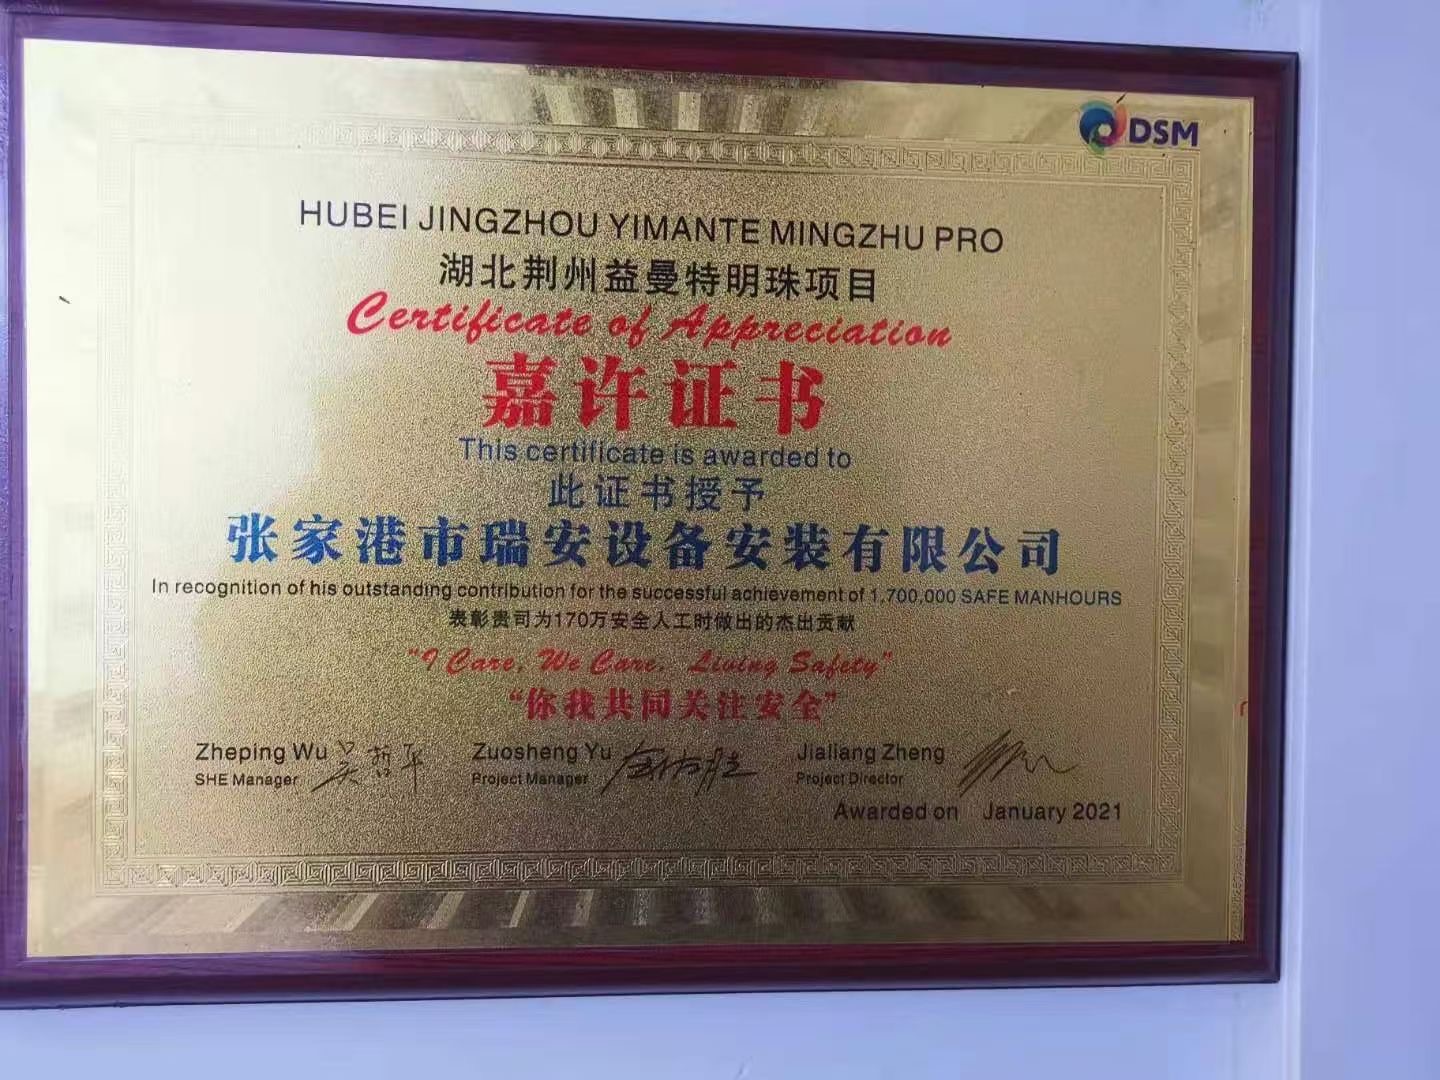 DSM
HUBEI JINGZHOU YIMANTE MINGZHU PRO
湖北荆州益曼特明珠项目
Certificate of Appreciation
嘉许证书
This certificate is awarded to
此证书授予
张家港市瑞安设备安装有限公司
In recognition of his outstanding contribution for the successful achievement of 1,700,000 SAFE MANHOURS
表彰贵司为170万安全人工时做出的杰出贡献
"I Care, We Care, Living Safety"
“你我共同关注安全”
Zheping Wu 吴哲平 Zuosheng Yu Jialiang Zheng
SHE Manager Project Manager Project Director
Awarded on January 2021